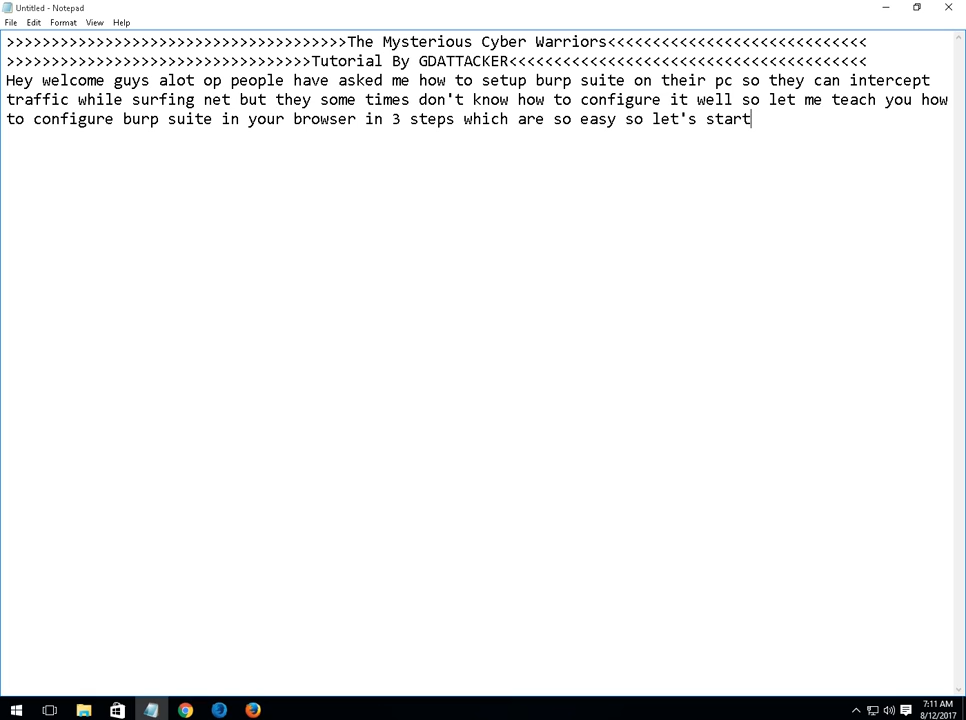 Untitled - Notepad
File Edit Format View Help
>>>>>>>>>>>>>>>>>>>>>>>>>>>>>>>>>>>>>>The Mysterious Cyber Warriors<<<<<<<<<<<<<<<<<<<<<<<<<<<<<
>>>>>>>>>>>>>>>>>>>>>>>>>>>>>>>>>>Tutorial By GDATTACKER<<<<<<<<<<<<<<<<<<<<<<<<<<<<<<<<<<<<<<<<
Hey welcome guys alot op people have asked me how to setup burp suite on their pc so they can intercept
traffic while surfing net but they some times don't know how to configure it well so let me teach you how
to configure burp suite in your browser in 3 steps which are so easy so let's start
7:11 AM
8/12/2017